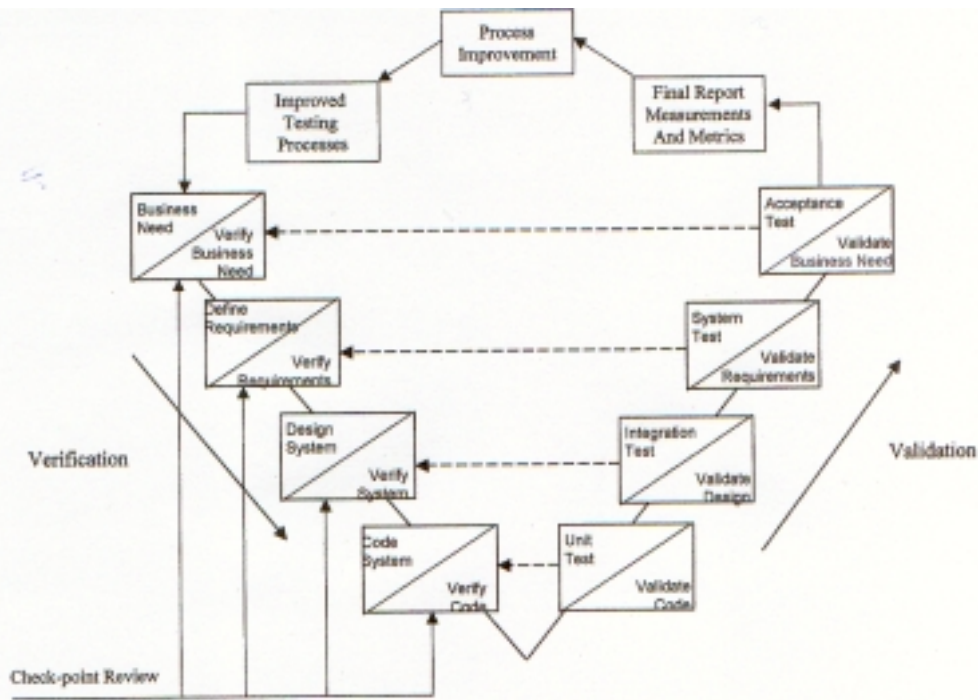 Process
Improvement
Improved
Testing
Processes
Final Report
Measurements
And Metrics
Business
Need
Verify
Business
Need
Acceptance
Test
Validate
Business Need
Define
Requirements
Verify
Requirements
System
Test
Validate
Requirements
Verification
Design
System
Verify
System
Integration
Test
Validate
Design
Validation
Code
System
Verify
Code
Unit
Test
Validate
Code
Check-point Review